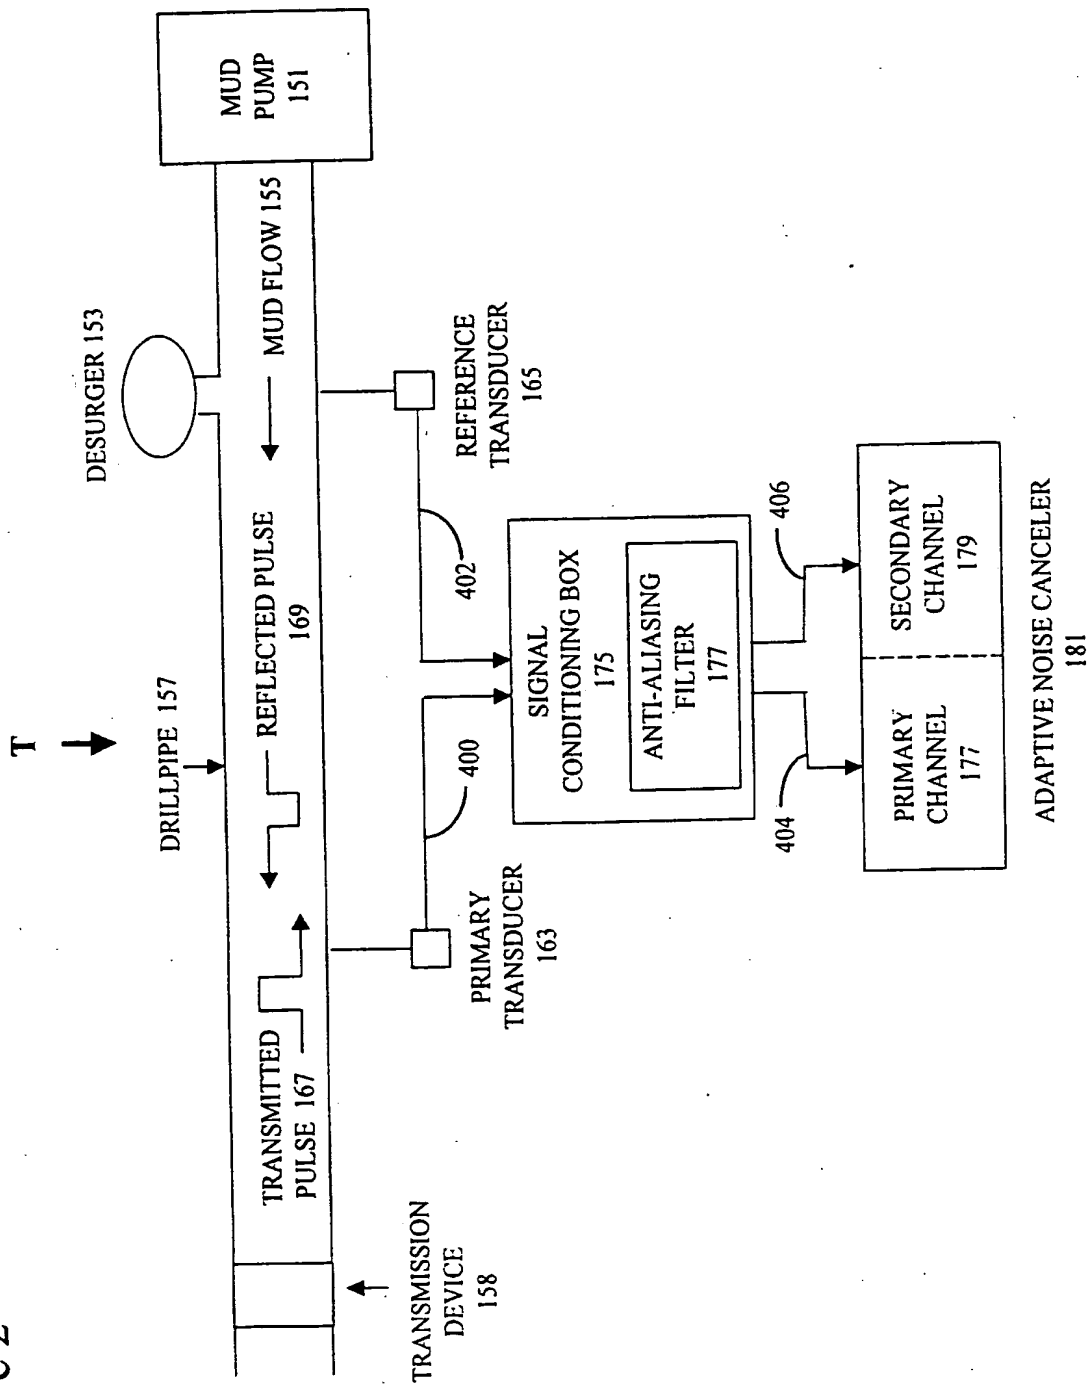 T
DESURGER 153
DRILLPIPE 157
MUD
PUMP
151
TRANSMITTED
PULSE 167
REFLECTED PULSE
169
MUD FLOW 155
TRANSMISSION
DEVICE
158
PRIMARY
TRANSDUCER
163
REFERENCE
TRANSDUCER
165
400
402
SIGNAL
CONDITIONING BOX
175
ANTI-ALIASING
FILTER
177
404
406
PRIMARY
CHANNEL
177
SECONDARY
CHANNEL
179
ADAPTIVE NOISE CANCELER
181